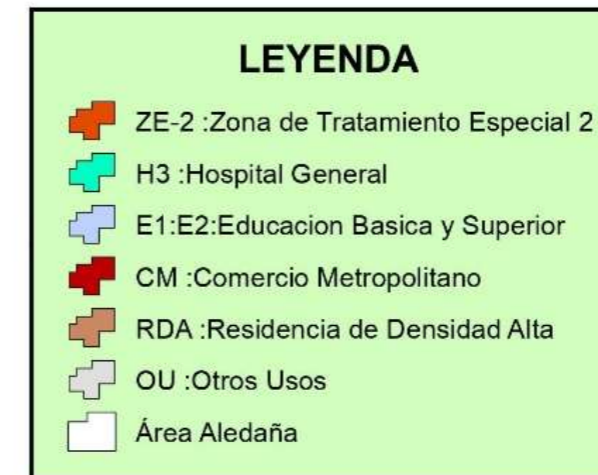 LEYENDA
ZE-2 :Zona de Tratamiento Especial 2
H3 :Hospital General
E1:E2:Educacion Basica y Superior
CM :Comercio Metropolitano
RDA :Residencia de Densidad Alta
OU :Otros Usos
Área Aledaña